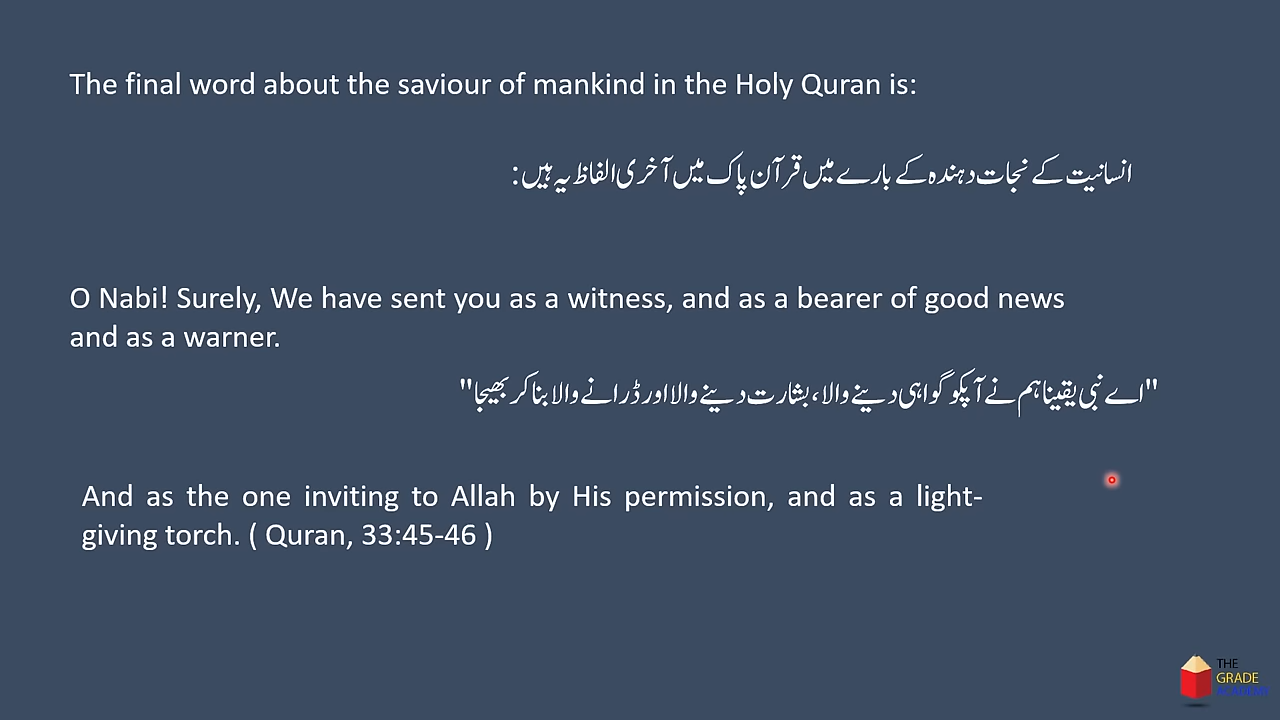 The final word about the saviour of mankind in the Holy Quran is:
انسانیت کے نجات دہندہ کے بارے میں قرآن پاک میں آخری الفاظ یہ ہیں:
O Nabi! Surely, We have sent you as a witness, and as a bearer of good news
and as a warner.
"اے نبی یقینا ہم نے آپکو گواہی دینے والا، بشارت دینے والا اور ڈرانے والا بنا کر بھیجا"
And as the one inviting to Allah by His permission, and as a light-
giving torch. ( Quran, 33:45-46 )
THE
GRADE
ACADEMY